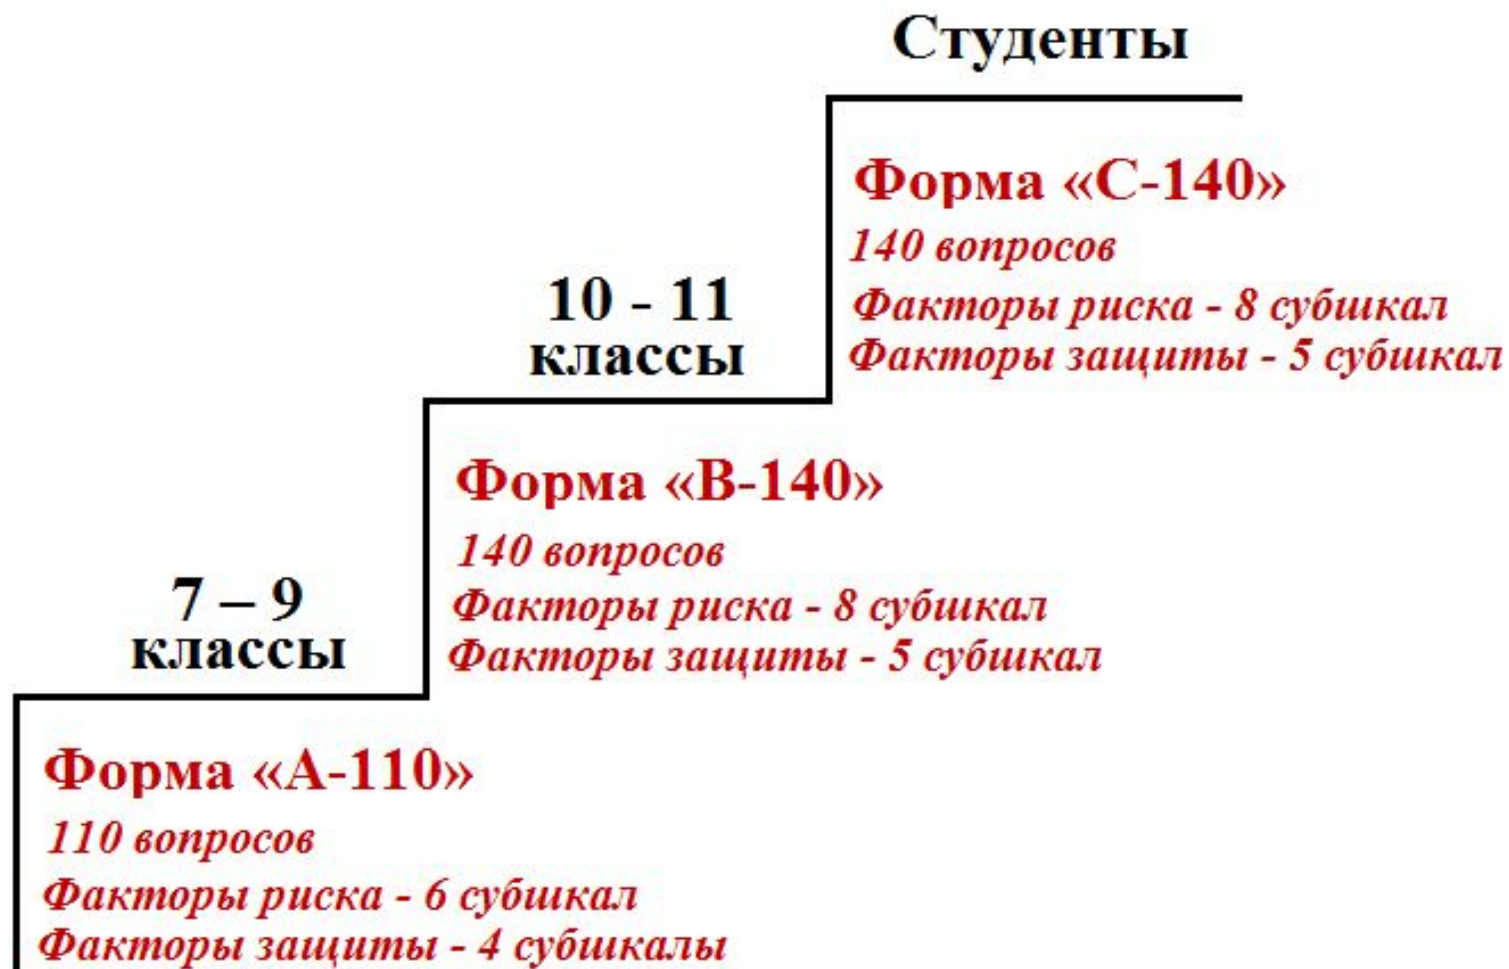 Студенты
Форма «С-140»
140 вопросов
Факторы риска - 8 субшкал
Факторы защиты - 5 субшкал
10 - 11
классы
Форма «В-140»
140 вопросов
Факторы риска - 8 субшкал
Факторы защиты - 5 субшкал
7 – 9
классы
Форма «А-110»
110 вопросов
Факторы риска - 6 субшкал
Факторы защиты - 4 субшкалы